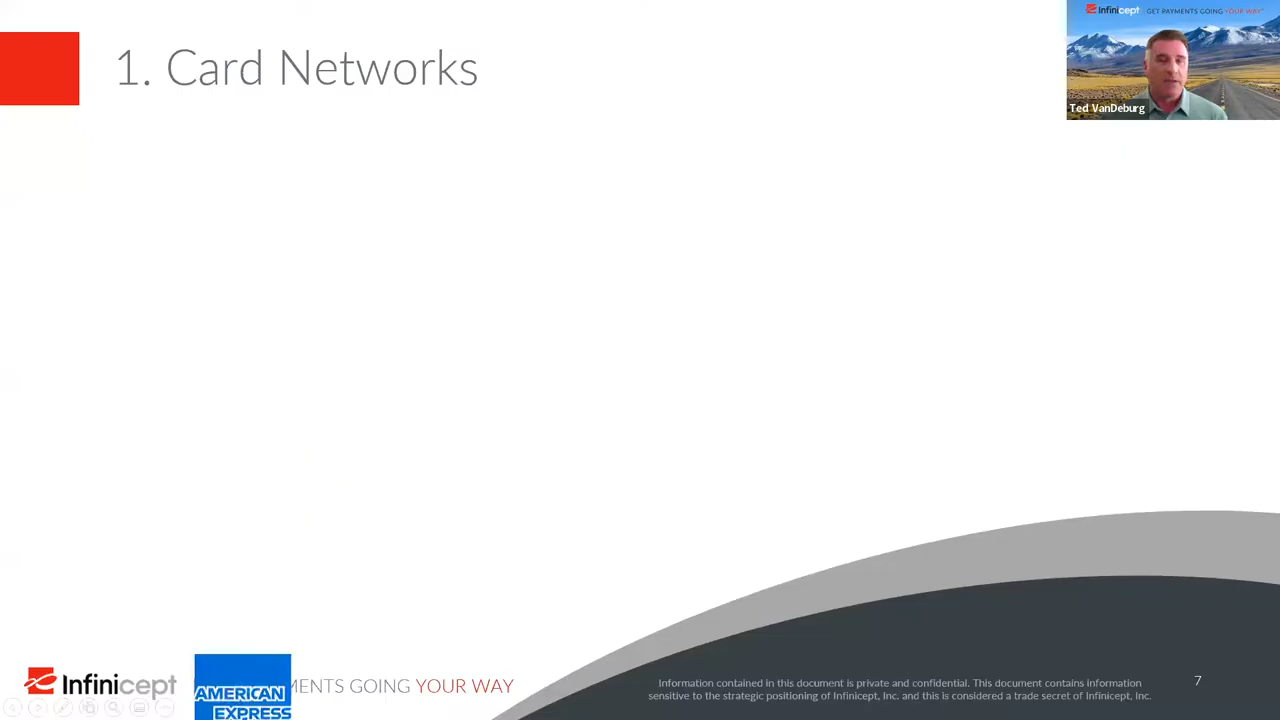 1. Card Networks
Infinicept GET PAYMENTS GOING YOUR WAY
Ted VanDeburg
Infinicept
MENTS GOING YOUR WAY
AMERICAN
EXPRESS
Information contained in this document is private and confidential. This document contains information
sensitive to the strategic positioning of Infinicept, Inc. and this is considered a trade secret of Infinicept, Inc.
7